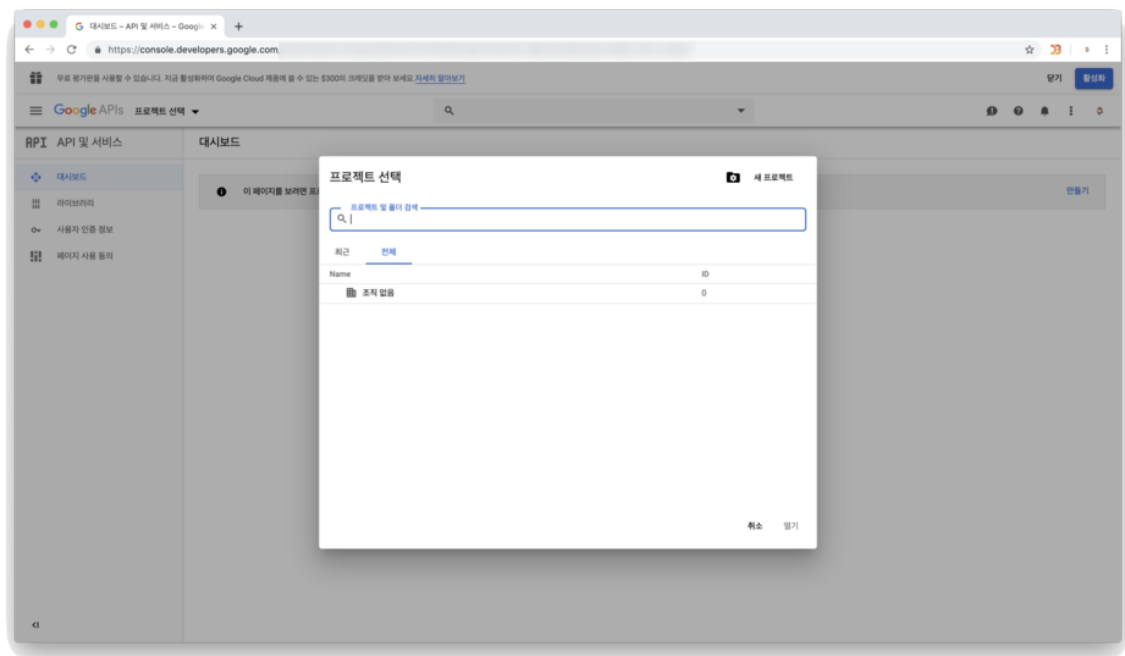 대시보드 – API 및 서비스 – Googl
https://console.developers.google.com
무료 평가판을 사용할 수 있습니다. 지금 활성화하여 Google Cloud 제품에 쓸 수 있는 $300의 크레딧을 받아 보세요. 자세히 알아보기
닫기
활성화
Google APIs 프로젝트 선택
API API 및 서비스
대시보드
대시보드
라이브러리
사용자 인증 정보
페이지 사용 동의
이 페이지를 보려면
만들기
프로젝트 선택
새 프로젝트
프로젝트 및 폴더 검색
최근 전체
Name ID
조직 없음 0
취소 열기